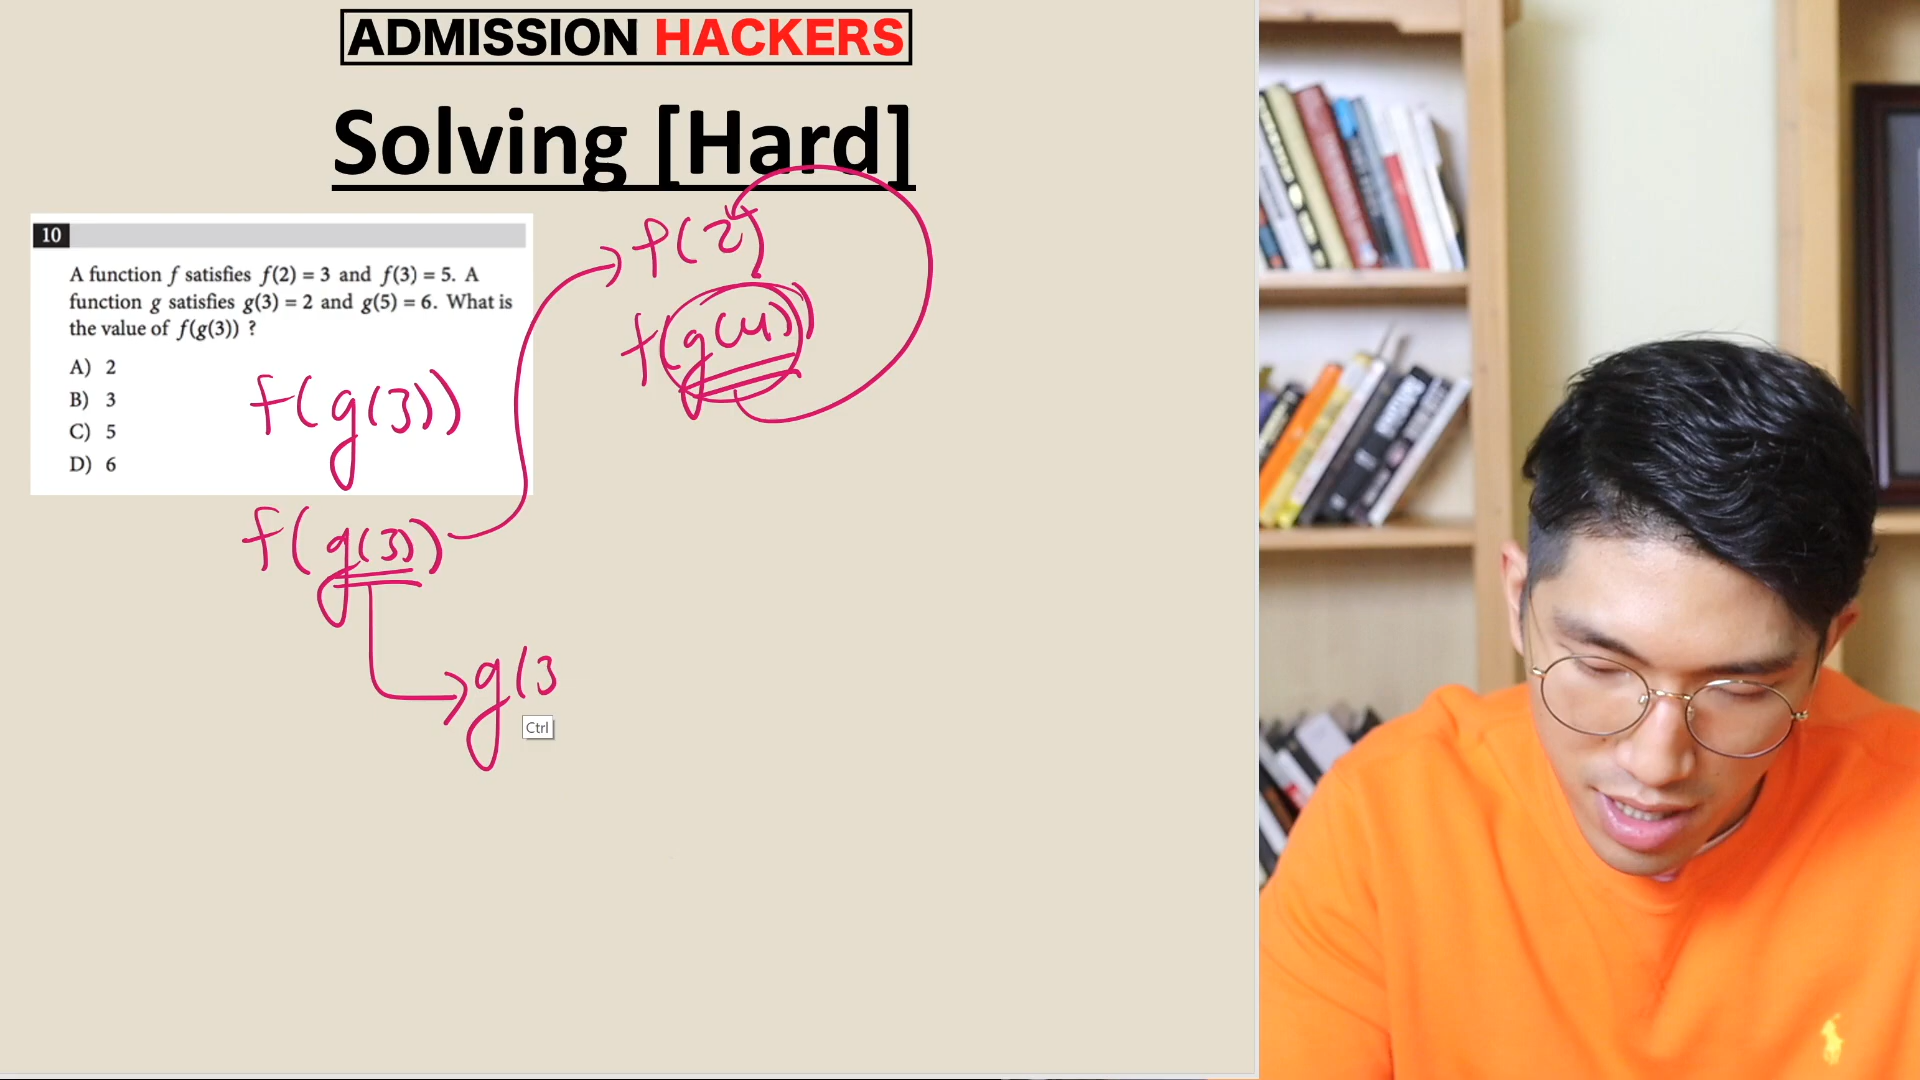 ADMISSION HACKERS
Solving [Hard]
10
A function f satisfies f(2) = 3 and f(3) = 5. A
function g satisfies g(3) = 2 and g(5) = 6. What is
the value of f(g(3)) ?
A) 2
B) 3
C) 5
D) 6
f(g(3))
f(g(3))
g(3
Ctrl
f(2)
f(g(4))